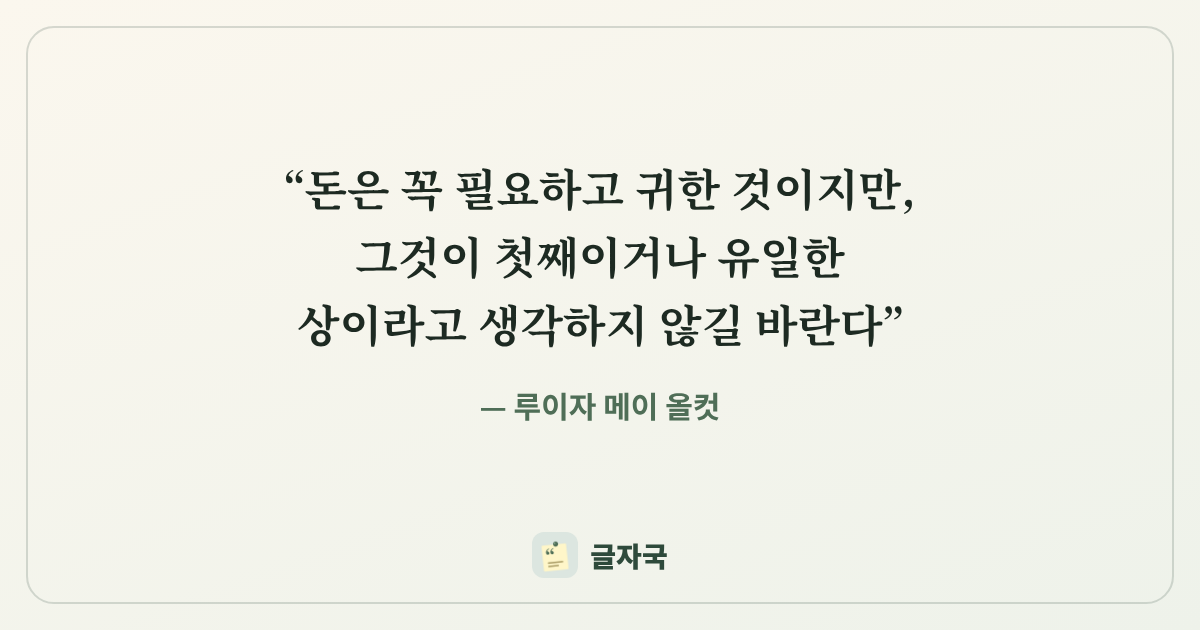 “돈은 꼭 필요하고 귀한 것이지만,
그것이 첫째이거나 유일한
상이라고 생각하지 않길 바란다”
— 루이자 메이 올컷
글자국